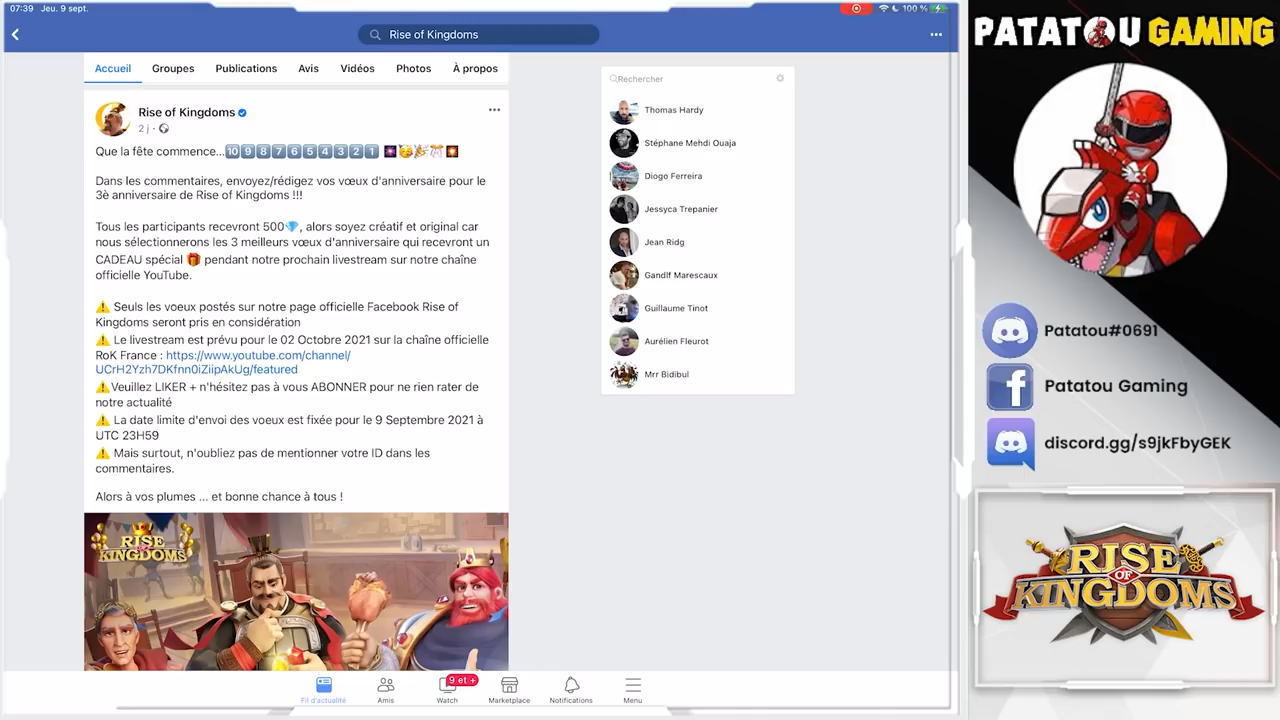 07:39 Jeu. 9 sept.
100 %
Rise of Kingdoms
Accueil Groupes Publications Avis Vidéos Photos À propos
Rise of Kingdoms
2 j ·
Que la fête commence...🔟9️⃣8️⃣7️⃣6️⃣5️⃣4️⃣3️⃣2️⃣1️⃣ 🎆🥳🎉🎊🎇
Dans les commentaires, envoyez/rédigez vos vœux d'anniversaire pour le
3è anniversaire de Rise of Kingdoms !!!
Tous les participants recevront 500💎, alors soyez créatif et original car
nous sélectionnerons les 3 meilleurs vœux d'anniversaire qui recevront un
CADEAU spécial 🎁 pendant notre prochain livestream sur notre chaîne
officielle YouTube.
⚠️ Seuls les voeux postés sur notre page officielle Facebook Rise of
Kingdoms seront pris en considération
⚠️ Le livestream est prévu pour le 02 Octobre 2021 sur la chaîne officielle
RoK France : https://www.youtube.com/channel/
UCrH2Yzh7DKfnn0iZiipAkUg/featured
⚠️Veuillez LIKER + n'hésitez pas à vous ABONNER pour ne rien rater de
notre actualité
⚠️ La date limite d'envoi des voeux est fixée pour le 9 Septembre 2021 à
UTC 23H59
⚠️ Mais surtout, n'oubliez pas de mentionner votre ID dans les
commentaires.
Alors à vos plumes ... et bonne chance à tous !
RISE OF
KINGDOMS
Fil d'actualité
Amis
9 et +
Watch
Marketplace
Notifications
Menu
Rechercher
Thomas Hardy
Stéphane Mehdi Ouaja
Diogo Ferreira
Jessyca Trepanier
Jean Ridg
Gandlf Marescaux
Guillaume Tinot
Aurélien Fleurot
Mrr Bidibul
PATATOU GAMING
Patatou#0691
Patatou Gaming
discord.gg/s9jkFbyGEK
RISE
OF
KINGDOMS